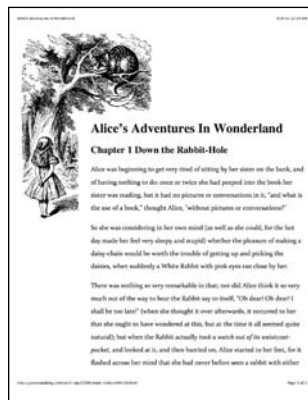 Alice's Adventures In Wonderland
Chapter 1 Down the Rabbit-Hole
Alice was beginning to get very tired of sitting by her sister on the bank, and
of having nothing to do: once or twice she had peeped into the book her
sister was reading, but it had no pictures or conversations in it, "and what is
the use of a book," thought Alice, "without pictures or conversations?"
So she was considering in her own mind (as well as she could, for the hot
day made her feel very sleepy and stupid) whether the pleasure of making a
daisy-chain would be worth the trouble of getting up and picking the
daisies, when suddenly a White Rabbit with pink eyes ran close by her.
There was nothing so very remarkable in that; nor did Alice think it so very
much out of the way to hear the Rabbit say to itself, "Oh dear! Oh dear! I
shall be too late!" (when she thought it over afterwards, it occurred to her
that she ought to have wondered at this, but at the time it all seemed quite
natural); but when the Rabbit actually took a watch out of its waistcoat-
pocket, and looked at it, and then hurried on, Alice started to her feet, for it
flashed across her mind that she had never before seen a rabbit with either